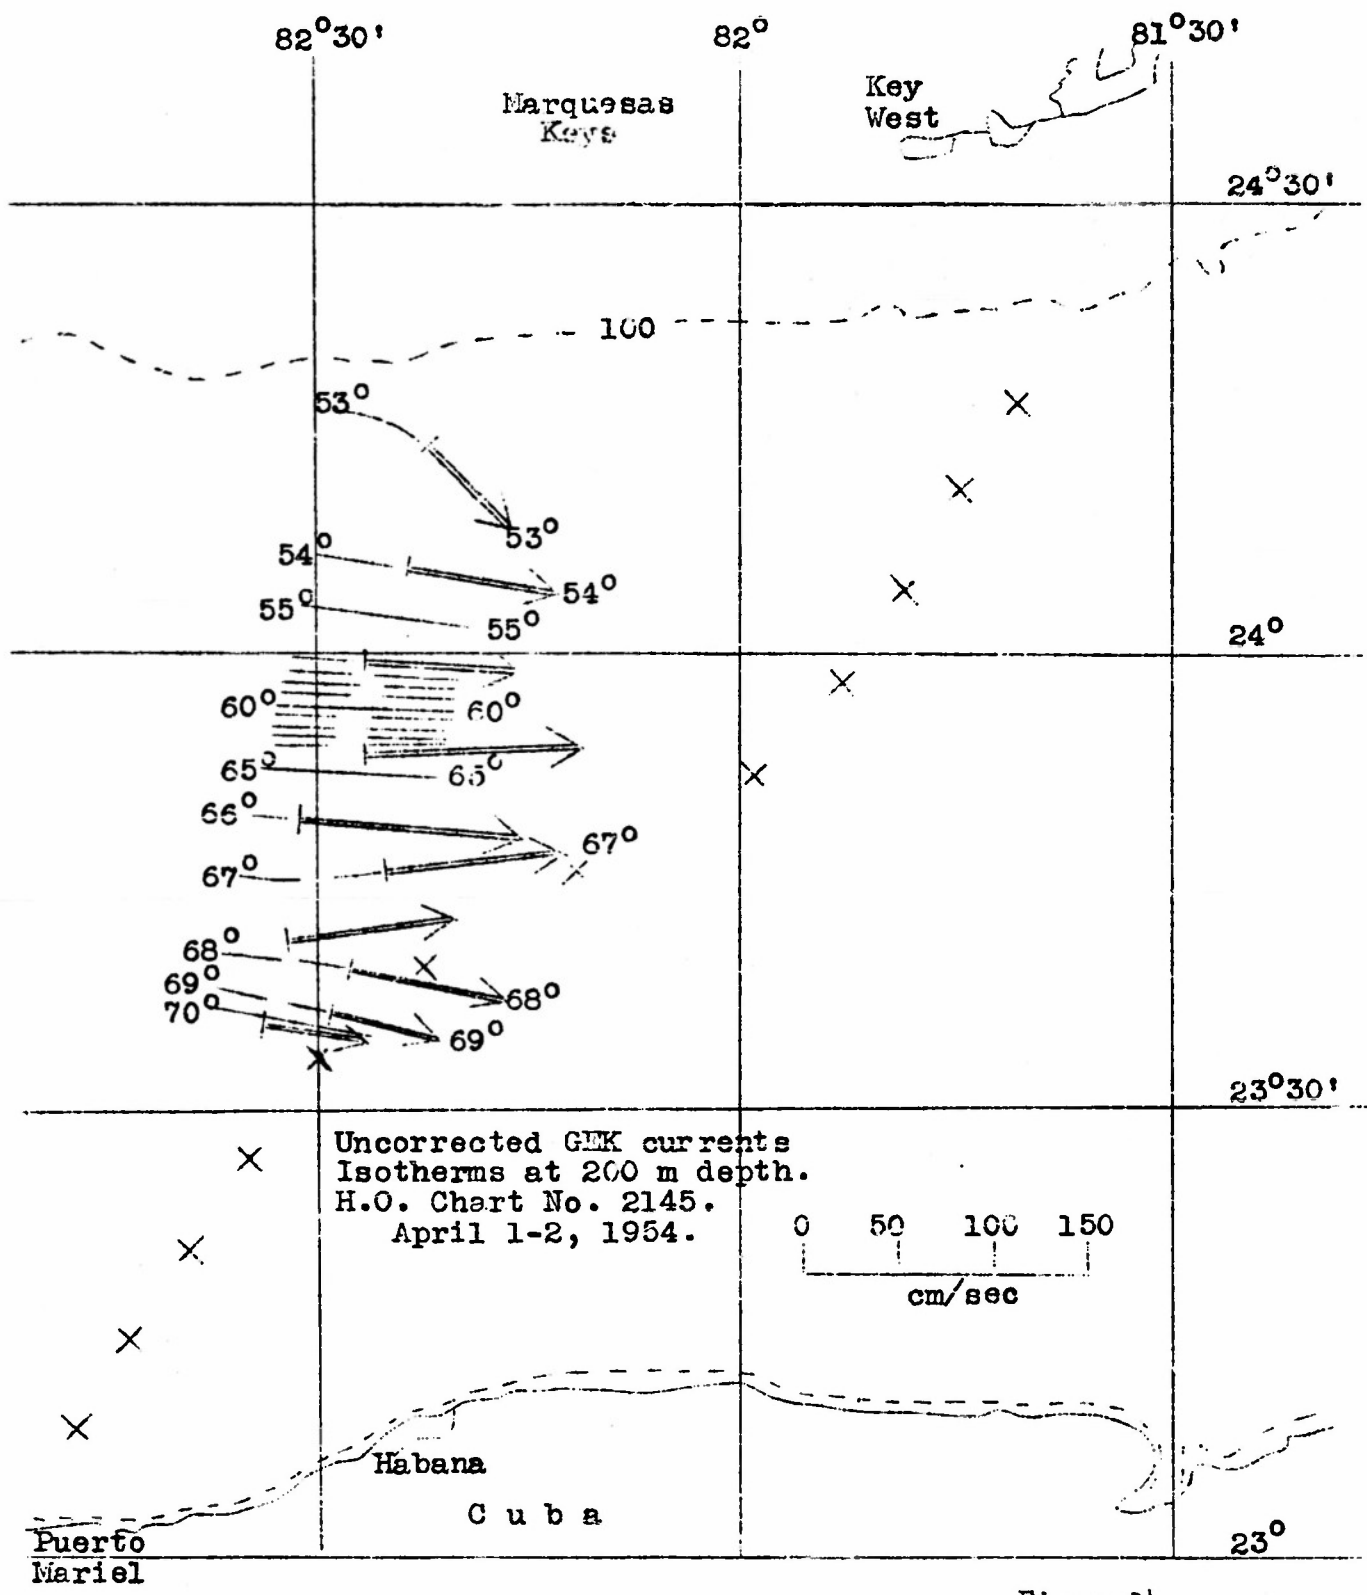 82°30'
82°
81°30'
Marquesas
Keys
Key
West
24°30'
100
53°
53°
54°
54°
55°
55°
24°
60°
60°
65°
65°
66°
67°
67°
68°
68°
69°
70°
69°
23°30'
Uncorrected GEK currents
Isotherms at 200 m depth.
H.O. Chart No. 2145.
April 1-2, 1954.
0 50 100 150
cm/sec
Habana
Cuba
Puerto
Mariel
23°